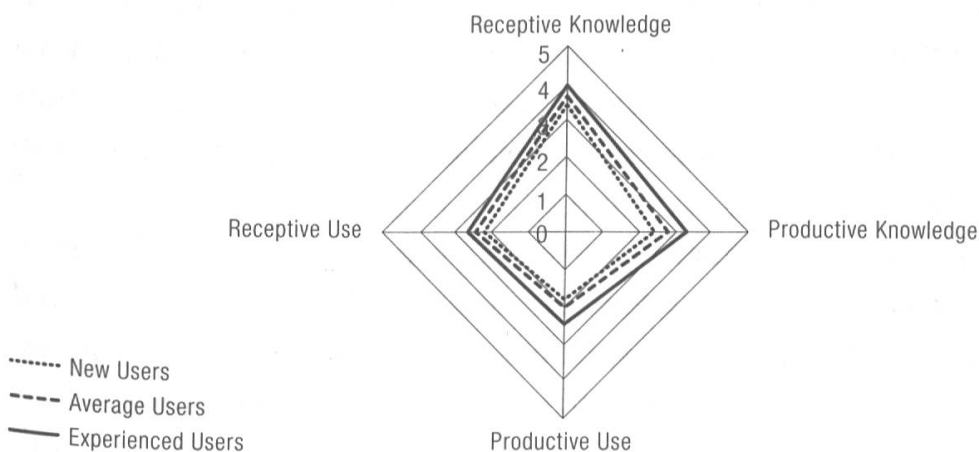 Receptive Knowledge
5
4
3
2
1
0
Receptive Use
Productive Knowledge
New Users
Average Users
Experienced Users
Productive Use